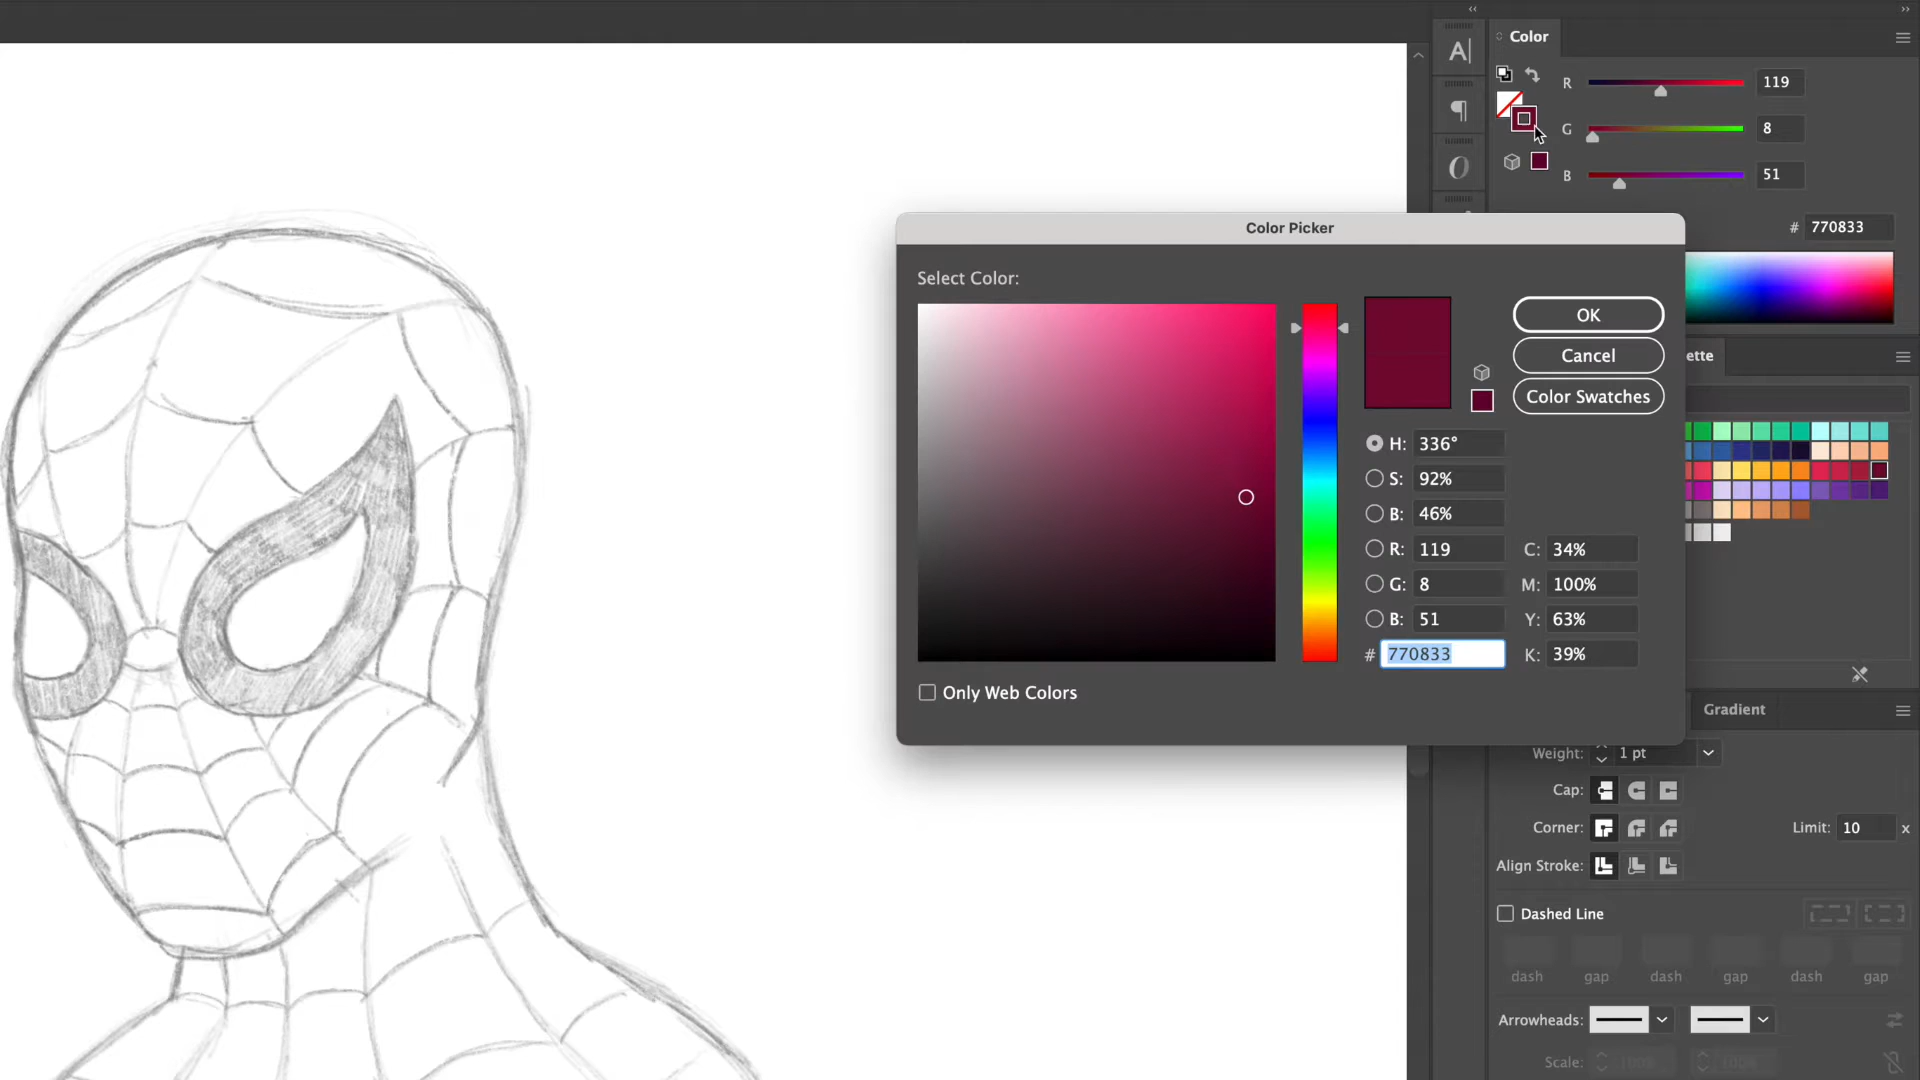 Color
R 119
G 8
B 51
# 770833
Color Picker
Select Color:
OK
Cancel
Color Swatches
ette
H: 336°
S: 92%
B: 46%
R: 119 C: 34%
G: 8 M: 100%
B: 51 Y: 63%
# 770833 K: 39%
Only Web Colors
Gradient
Weight: 1 pt
Cap:
Corner: Limit: 10 x
Align Stroke:
Dashed Line
dash gap dash gap dash gap
Arrowheads:
Scale: 100% 100%